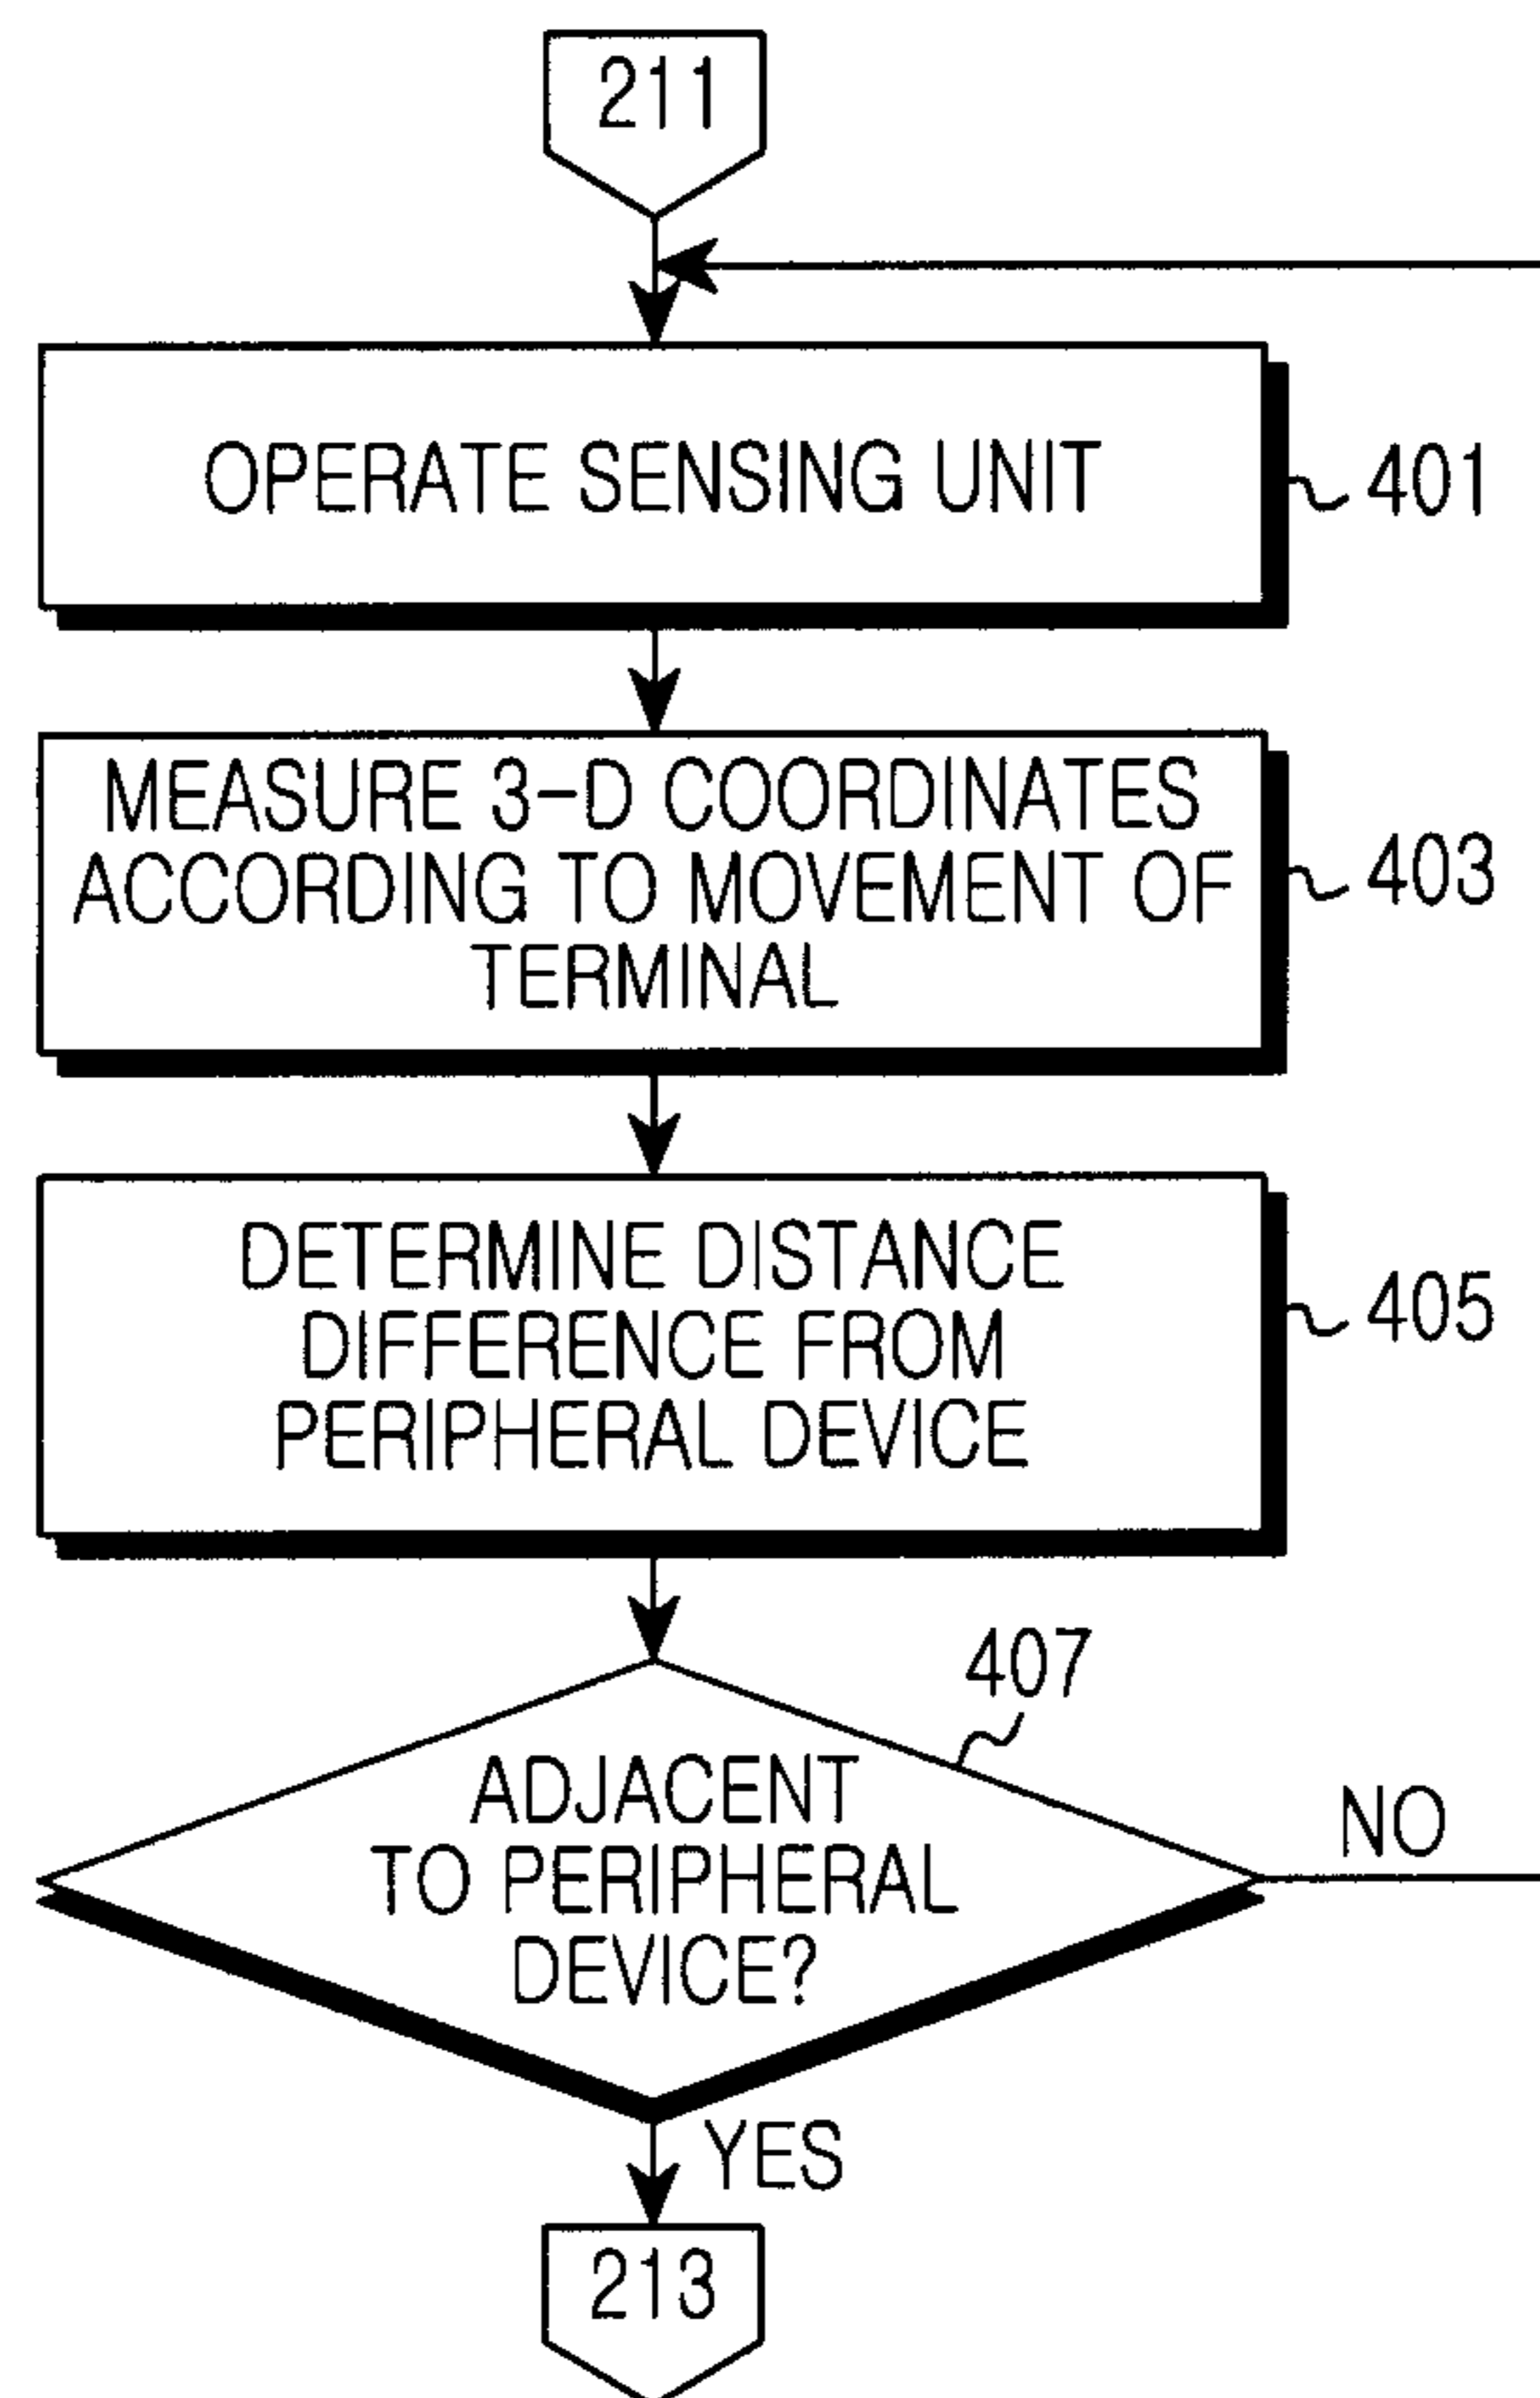 211
OPERATE SENSING UNIT
401
MEASURE 3-D COORDINATES
ACCORDING TO MOVEMENT OF
TERMINAL
403
DETERMINE DISTANCE
DIFFERENCE FROM
PERIPHERAL DEVICE
405
407
ADJACENT
TO PERIPHERAL
DEVICE?
NO
YES
213